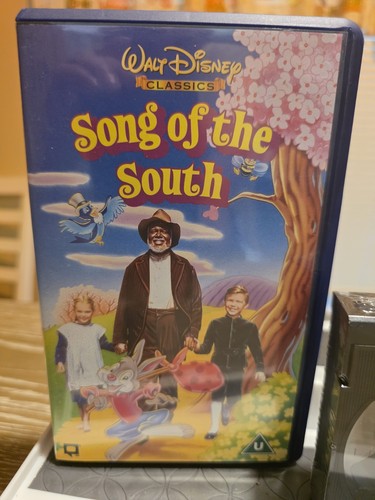 WALT DISNEY
CLASSICS
Song of the
South
U